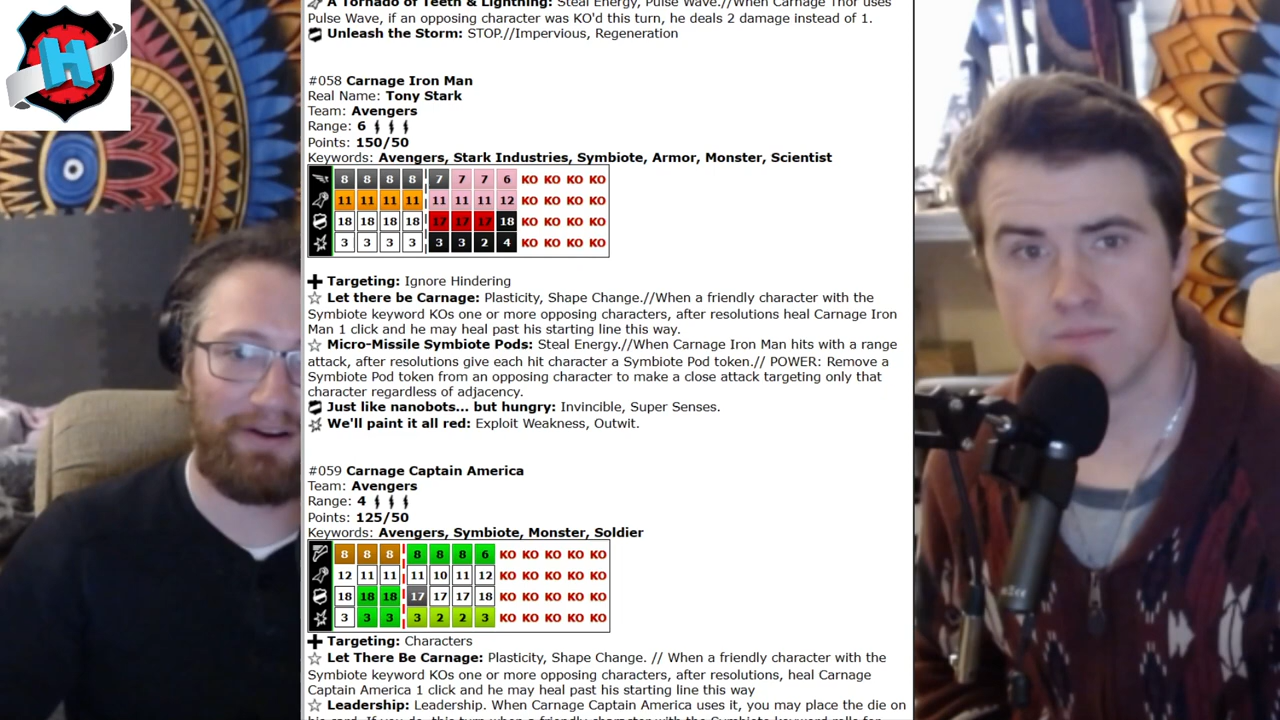 H
A Tornado of Teeth & Lightning: Steal Energy, Pulse Wave.//When Carnage Thor uses
Pulse Wave, if an opposing character was KO'd this turn, he deals 2 damage instead of 1.
Unleash the Storm: STOP.//Impervious, Regeneration
#058 Carnage Iron Man
Real Name: Tony Stark
Team: Avengers
Range: 6
Points: 150/50
Keywords: Avengers, Stark Industries, Symbiote, Armor, Monster, Scientist
8 8 8 8 7 7 7 6 KO KO KO KO
11 11 11 11 11 11 11 12 KO KO KO KO
18 18 18 18 17 17 17 18 KO KO KO KO
3 3 3 3 3 3 2 4 KO KO KO KO
Targeting: Ignore Hindering
Let there be Carnage: Plasticity, Shape Change.//When a friendly character with the
Symbiote keyword KOs one or more opposing characters, after resolutions heal Carnage Iron
Man 1 click and he may heal past his starting line this way.
Micro-Missile Symbiote Pods: Steal Energy.//When Carnage Iron Man hits with a range
attack, after resolutions give each hit character a Symbiote Pod token.// POWER: Remove a
Symbiote Pod token from an opposing character to make a close attack targeting only that
character regardless of adjacency.
Just like nanobots... but hungry: Invincible, Super Senses.
We'll paint it all red: Exploit Weakness, Outwit.
#059 Carnage Captain America
Team: Avengers
Range: 4
Points: 125/50
Keywords: Avengers, Symbiote, Monster, Soldier
8 8 8 8 8 8 6 KO KO KO KO KO
12 11 11 11 10 11 12 KO KO KO KO KO
18 18 18 17 17 17 18 KO KO KO KO KO
3 3 3 3 2 2 3 KO KO KO KO KO
Targeting: Characters
Let There Be Carnage: Plasticity, Shape Change. // When a friendly character with the
Symbiote keyword KOs one or more opposing characters, after resolutions, heal Carnage
Captain America 1 click and he may heal past his starting line this way
Leadership: Leadership. When Carnage Captain America uses it, you may place the die on
his card. If you do, this turn when a friendly character with the Symbiote keyword rolls for